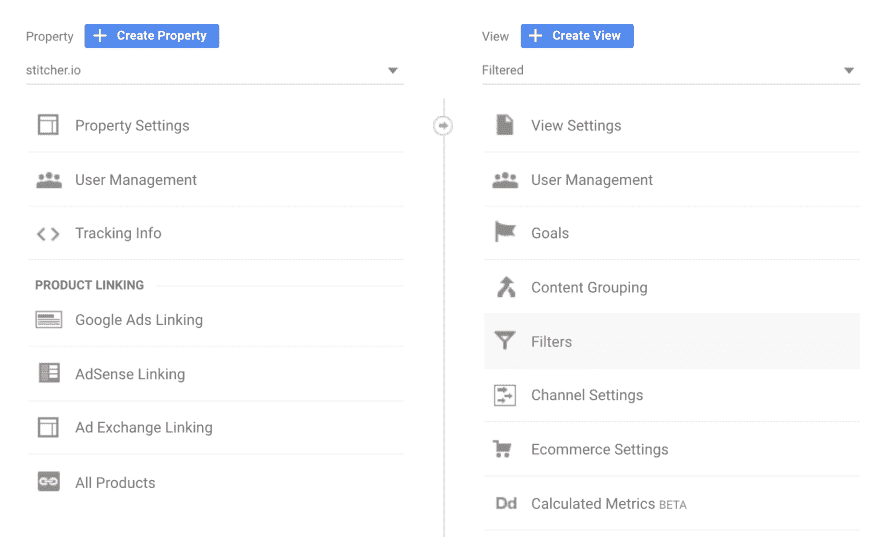 Property
Create Property
stitcher.io
Property Settings
User Management
Tracking Info
PRODUCT LINKING
Google Ads Linking
AdSense Linking
Ad Exchange Linking
All Products
View
Create View
Filtered
View Settings
User Management
Goals
Content Grouping
Filters
Channel Settings
Ecommerce Settings
Dd
Calculated Metrics BETA